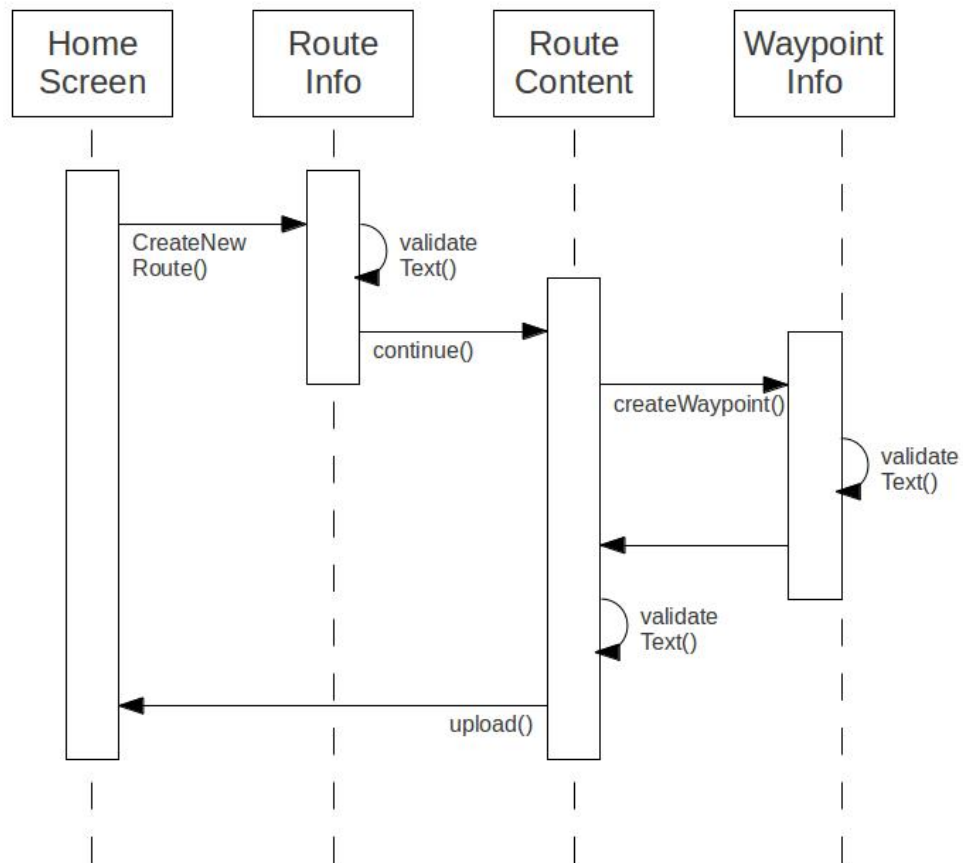 Home
Screen
Route
Info
Route
Content
Waypoint
Info
CreateNew
Route()
validate
Text()
continue()
createWaypoint()
validate
Text()
validate
Text()
upload()